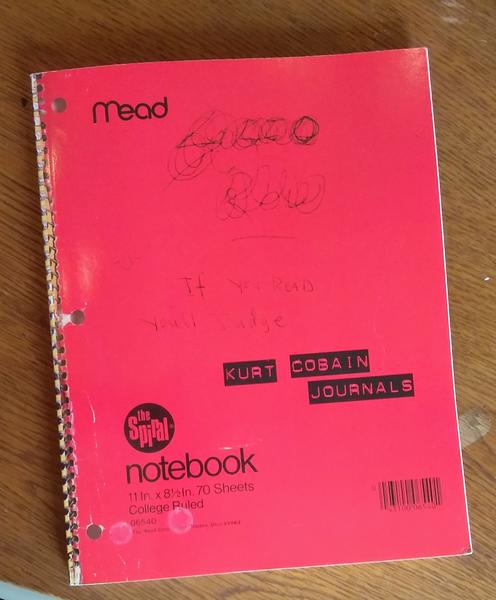 Mead
If You Read
You'll Judge
KURT COBAIN
JOURNALS
the
Spiral®
notebook
11 In. x 8½ In. 70 Sheets
College Ruled
06540